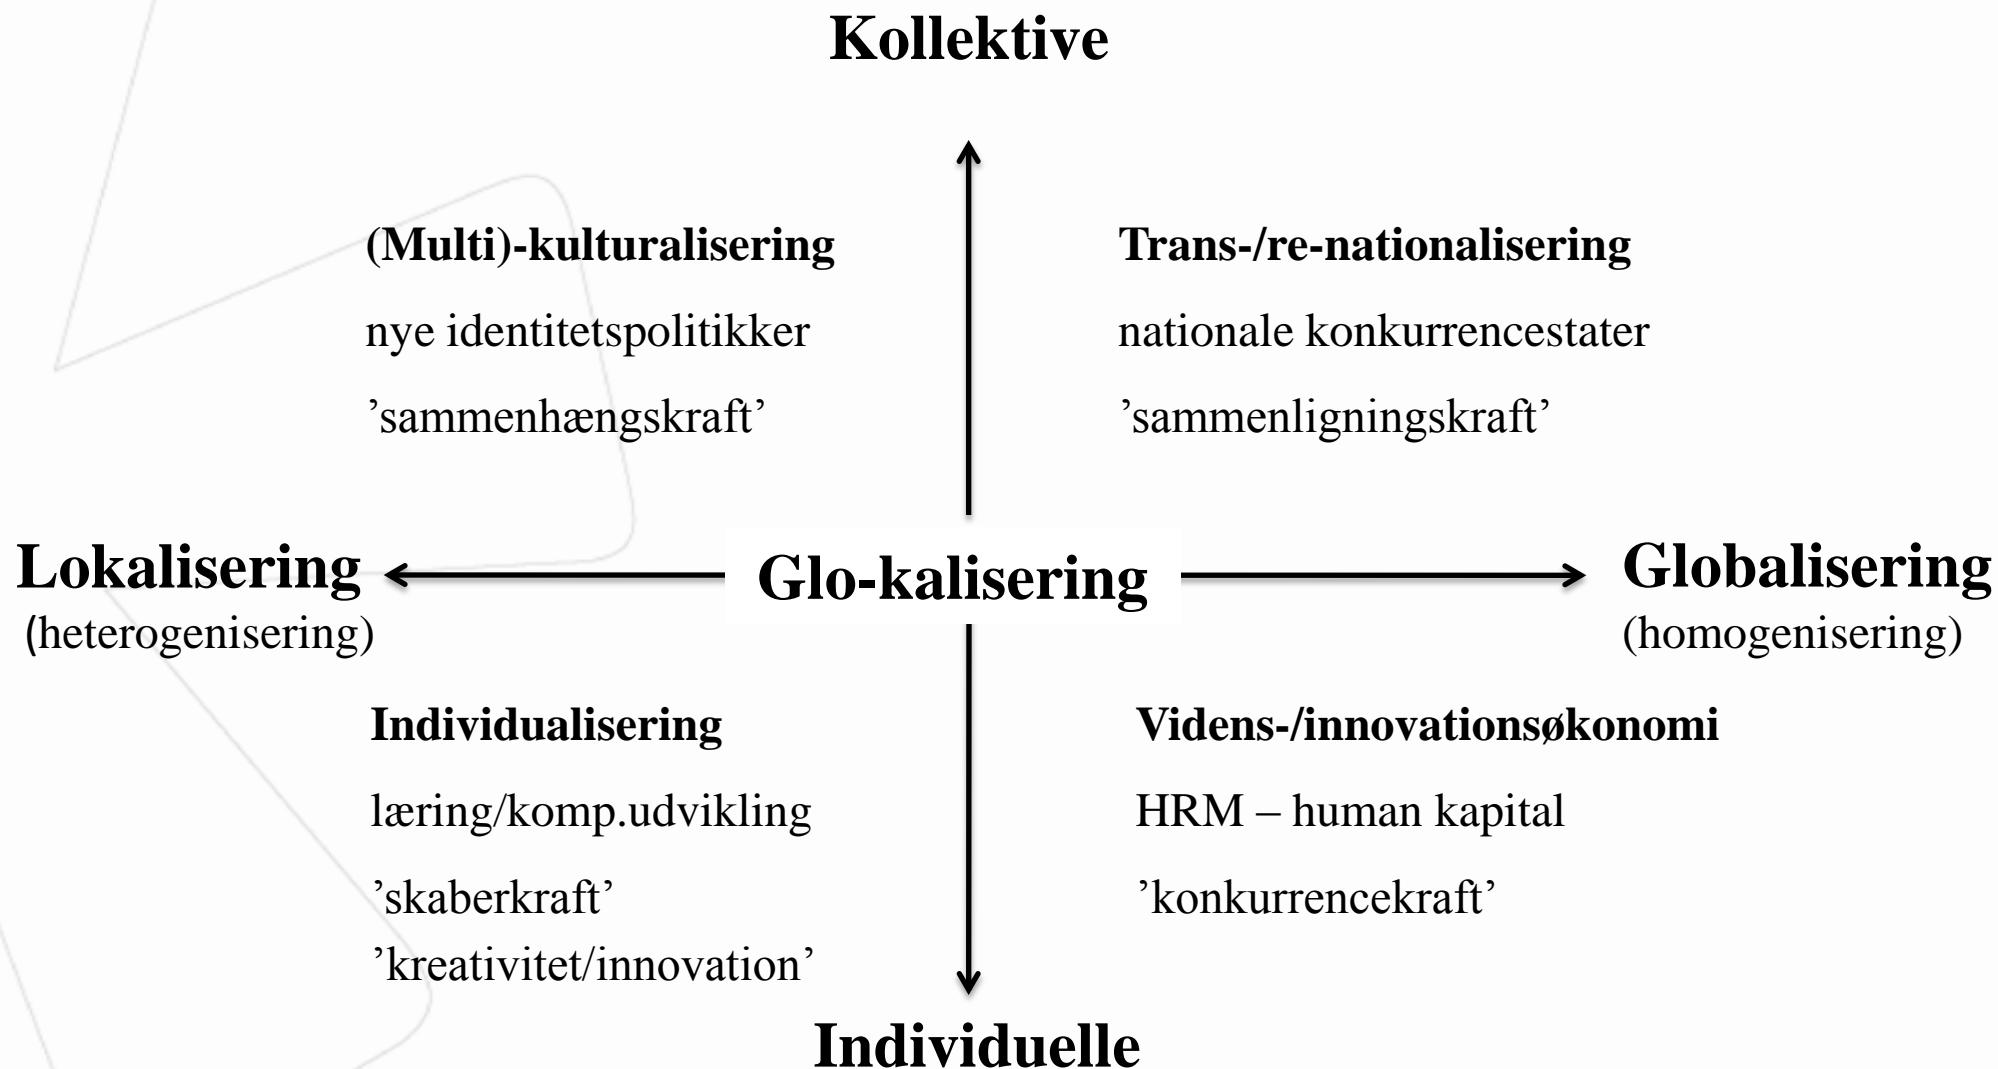 Kollektive
(Multi)-kulturalisering
nye identitetspolitikker
’sammenhængskraft’
Trans-/re-nationalisering
nationale konkurrencestater
’sammenligningskraft’
Lokalisering
(heterogenisering)
Glo-kalisering
Globalisering
(homogenisering)
Individualisering
læring/komp.udvikling
’skaberkraft’
’kreativitet/innovation’
Videns-/innovationsøkonomi
HRM – human kapital
’konkurrencekraft’
Individuelle